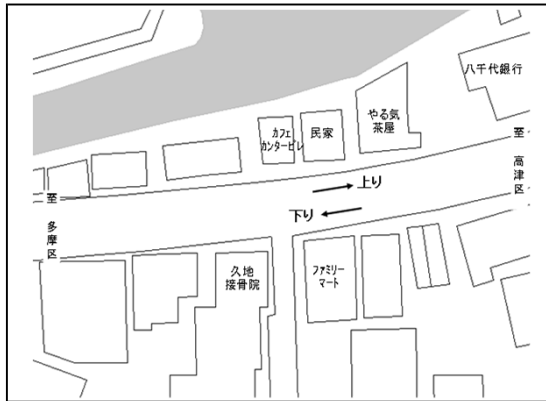 八千代銀行
やる気
茶屋
カフェ
カンタービレ
民家
至 高津区
上り
下り
至 多摩区
久地
接骨院
ファミリー
マート